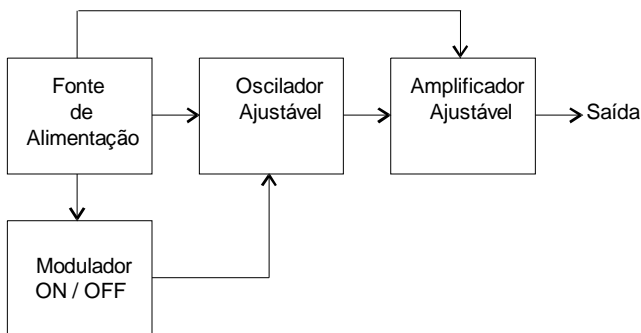 Fonte
de
Alimentação
Oscilador
Ajustável
Amplificador
Ajustável
Saída
Modulador
ON / OFF